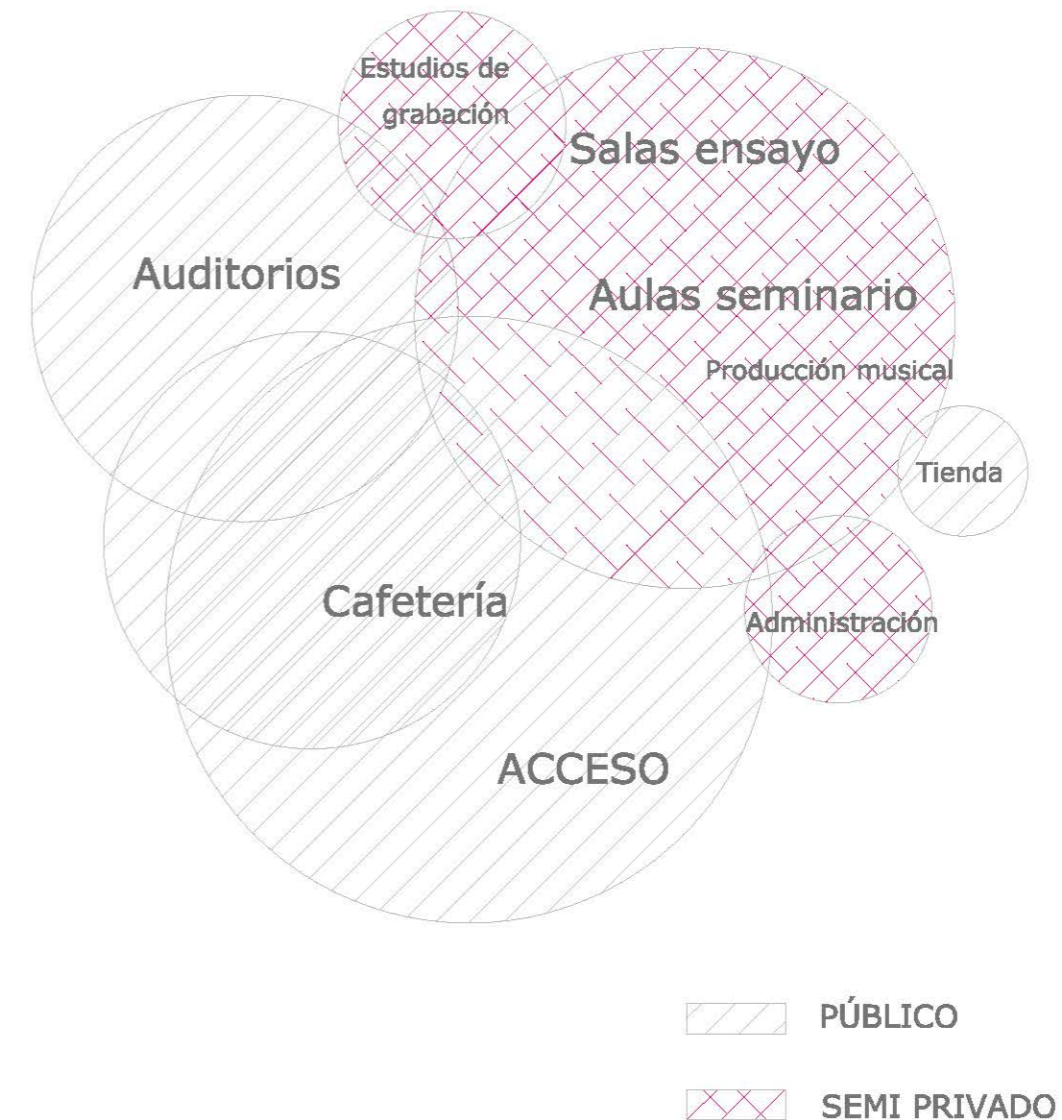 Estudios de
grabación
Salas ensayo
Auditorios
Aulas seminario
Producción musical
Tienda
Cafetería
Administración
ACCESO
PÚBLICO
SEMI PRIVADO